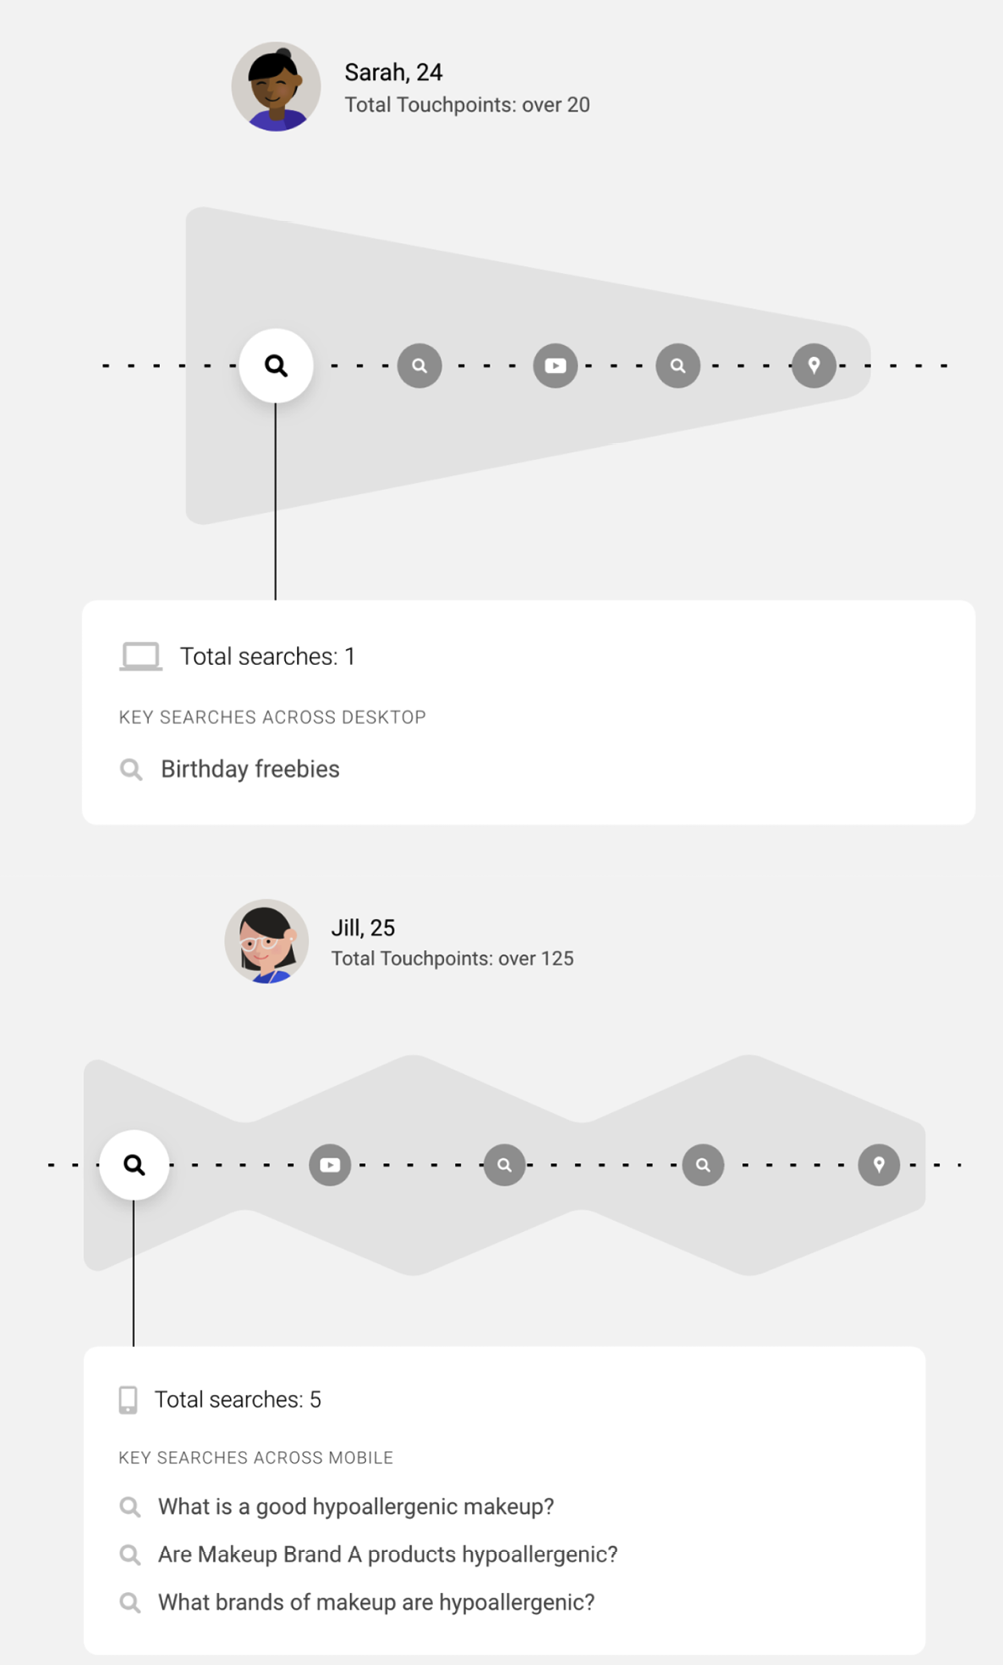 Sarah, 24
Total Touchpoints: over 20
Total searches: 1
KEY SEARCHES ACROSS DESKTOP
Birthday freebies
Jill, 25
Total Touchpoints: over 125
Total searches: 5
KEY SEARCHES ACROSS MOBILE
What is a good hypoallergenic makeup?
Are Makeup Brand A products hypoallergenic?
What brands of makeup are hypoallergenic?